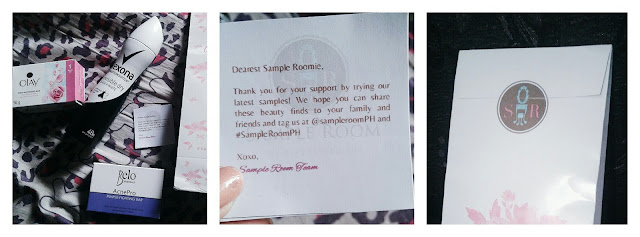 OLAY
Rexona
Belo
AcnePro
Dearest Sample Roomie,
Thank you for your support by trying our
latest samples! We hope you can share
these beauty finds to your family and
friends and tag us at @sampleroomPH and
#SampleRoomPH
Xoxo,
Sample Room Team
SAMPLE ROOM
S R